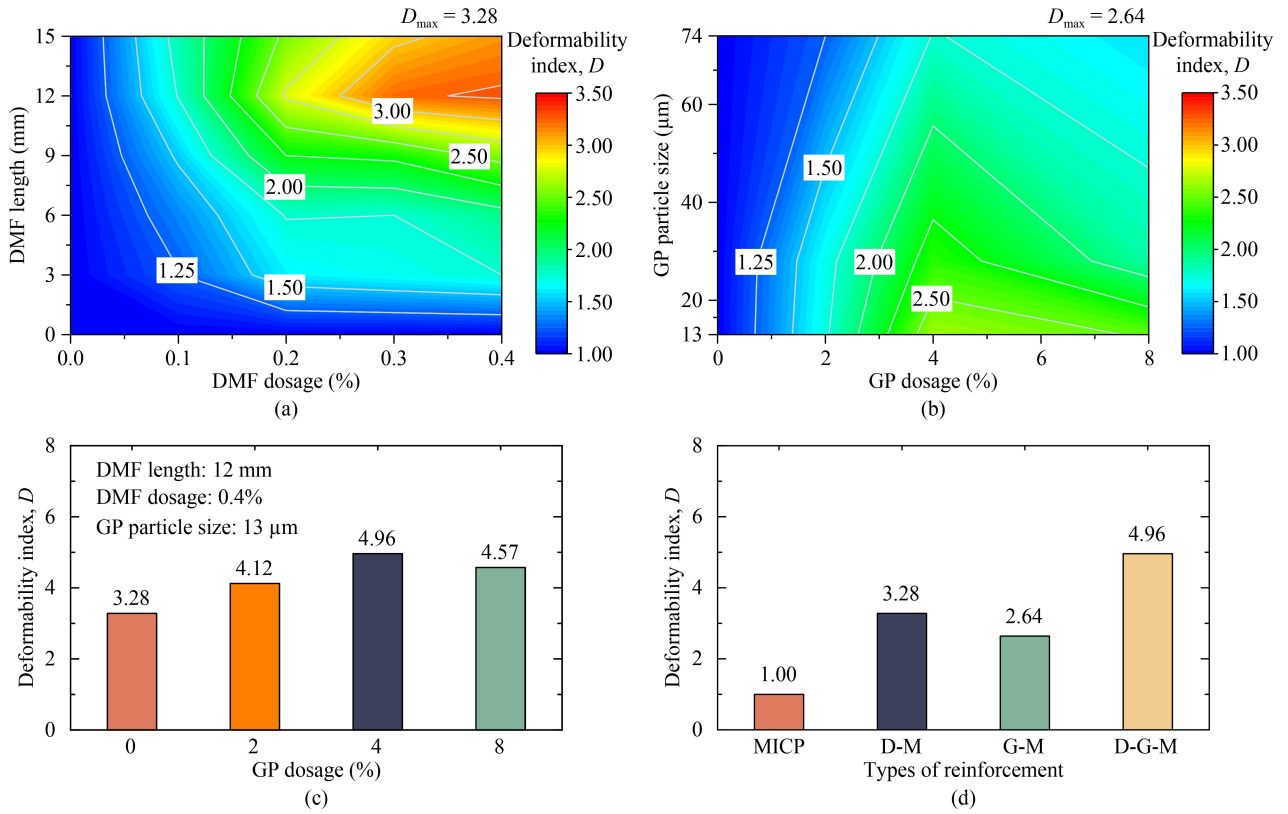 Dmax = 3.28
Deformability
index, D
15
12
9
6
3
0
DMF length (mm)
3.00
2.50
2.00
1.25
1.50
3.50
3.00
2.50
2.00
1.50
1.00
0.0 0.1 0.2 0.3 0.4
DMF dosage (%)
(a)
Dmax = 2.64
Deformability
index, D
74
60
40
20
13
GP particle size (µm)
1.50
1.25
2.00
2.50
3.50
3.00
2.50
2.00
1.50
1.00
0 2 4 6 8
GP dosage (%)
(b)
8
6
4
2
0
Deformability index, D
DMF length: 12 mm
DMF dosage: 0.4%
GP particle size: 13 µm
3.28
4.12
4.96
4.57
0 2 4 8
GP dosage (%)
(c)
8
6
4
2
0
Deformability index, D
1.00
3.28
2.64
4.96
MICP D-M G-M D-G-M
Types of reinforcement
(d)